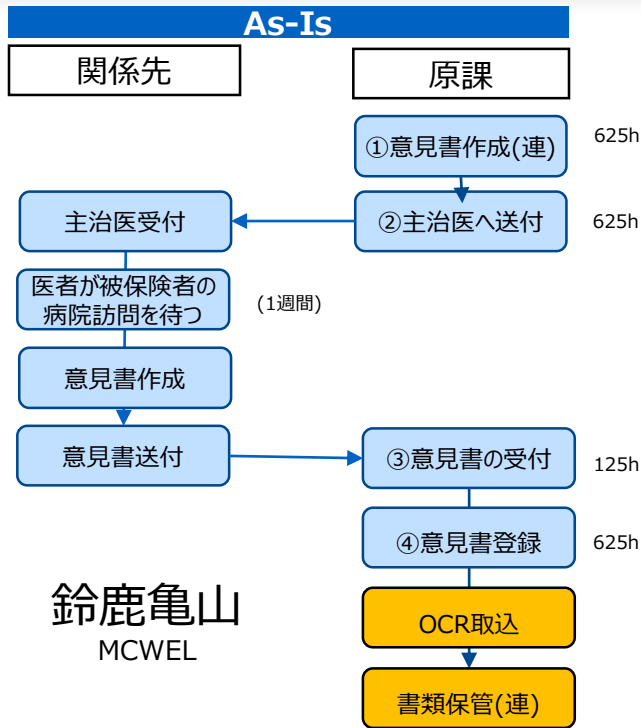 As-Is
関係先
原課
①意見書作成(連)
625h
主治医受付
②主治医へ送付
625h
医者が被保険者の
病院訪問を待つ
(1週間)
意見書作成
意見書送付
③意見書の受付
125h
④意見書登録
625h
鈴鹿亀山
MCWEL
OCR取込
書類保管(連)